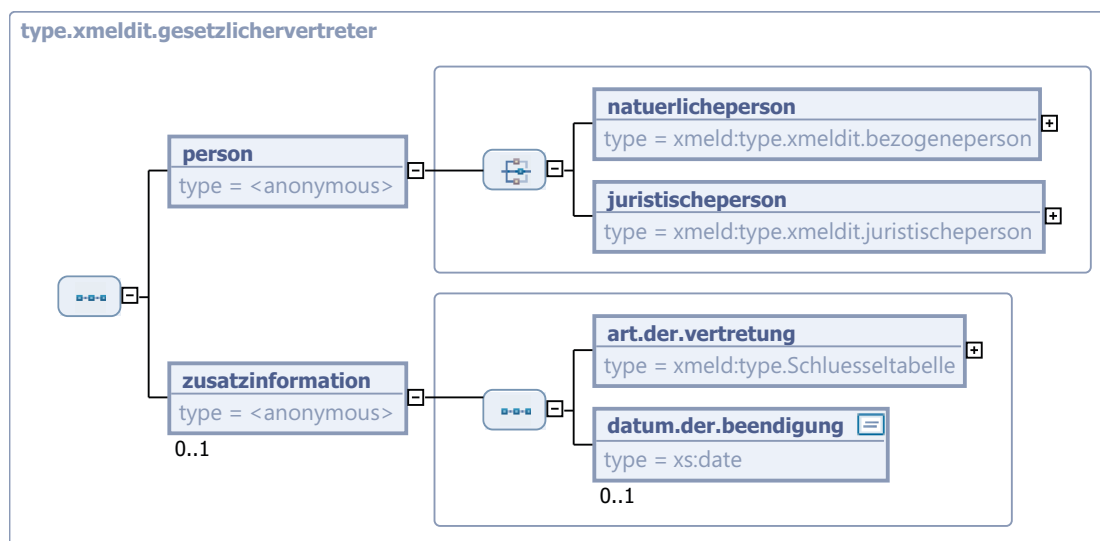 type.xmeldit.gesetzlichervertreter
natuerlicheperson
type = xmeld:type.xmeldit.bezogeneperson
person
type = <anonymous>
juristischeperson
type = xmeld:type.xmeldit.juristischeperson
art.der.vertretung
type = xmeld:type.Schluesseltabelle
zusatzinformation
type = <anonymous>
0..1
datum.der.beendigung
type = xs:date
0..1